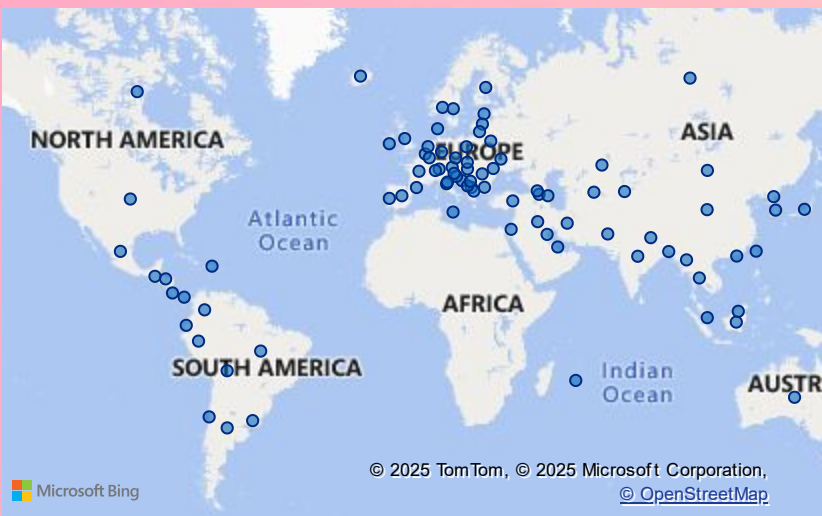 NORTH AMERICA
EUROPE
ASIA
Atlantic
Ocean
AFRICA
SOUTH AMERICA
Indian
Ocean
AUSTR
© 2025 TomTom, © 2025 Microsoft Corporation,
© OpenStreetMap
Microsoft Bing